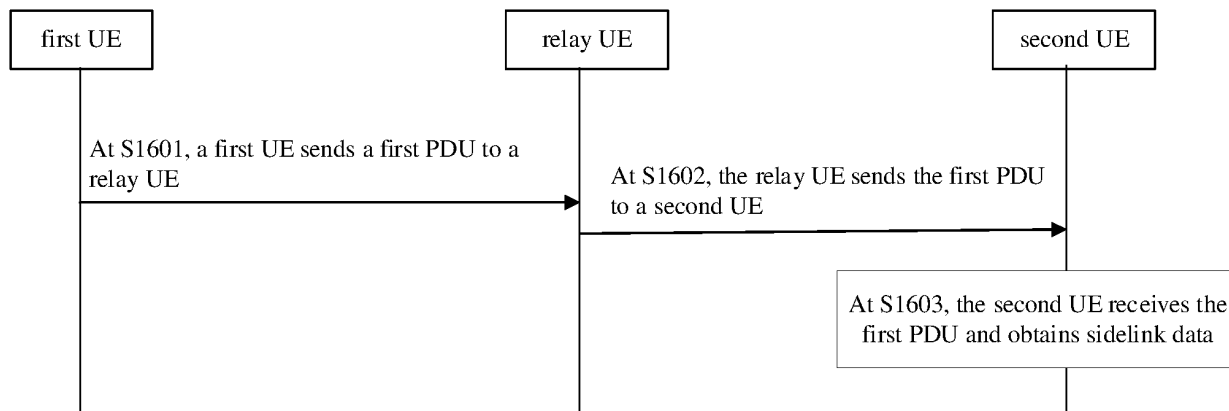 first UE
relay UE
second UE
At S1601, a first UE sends a first PDU to a
relay UE
At S1602, the relay UE sends the first PDU
to a second UE
At S1603, the second UE receives the
first PDU and obtains sidelink data